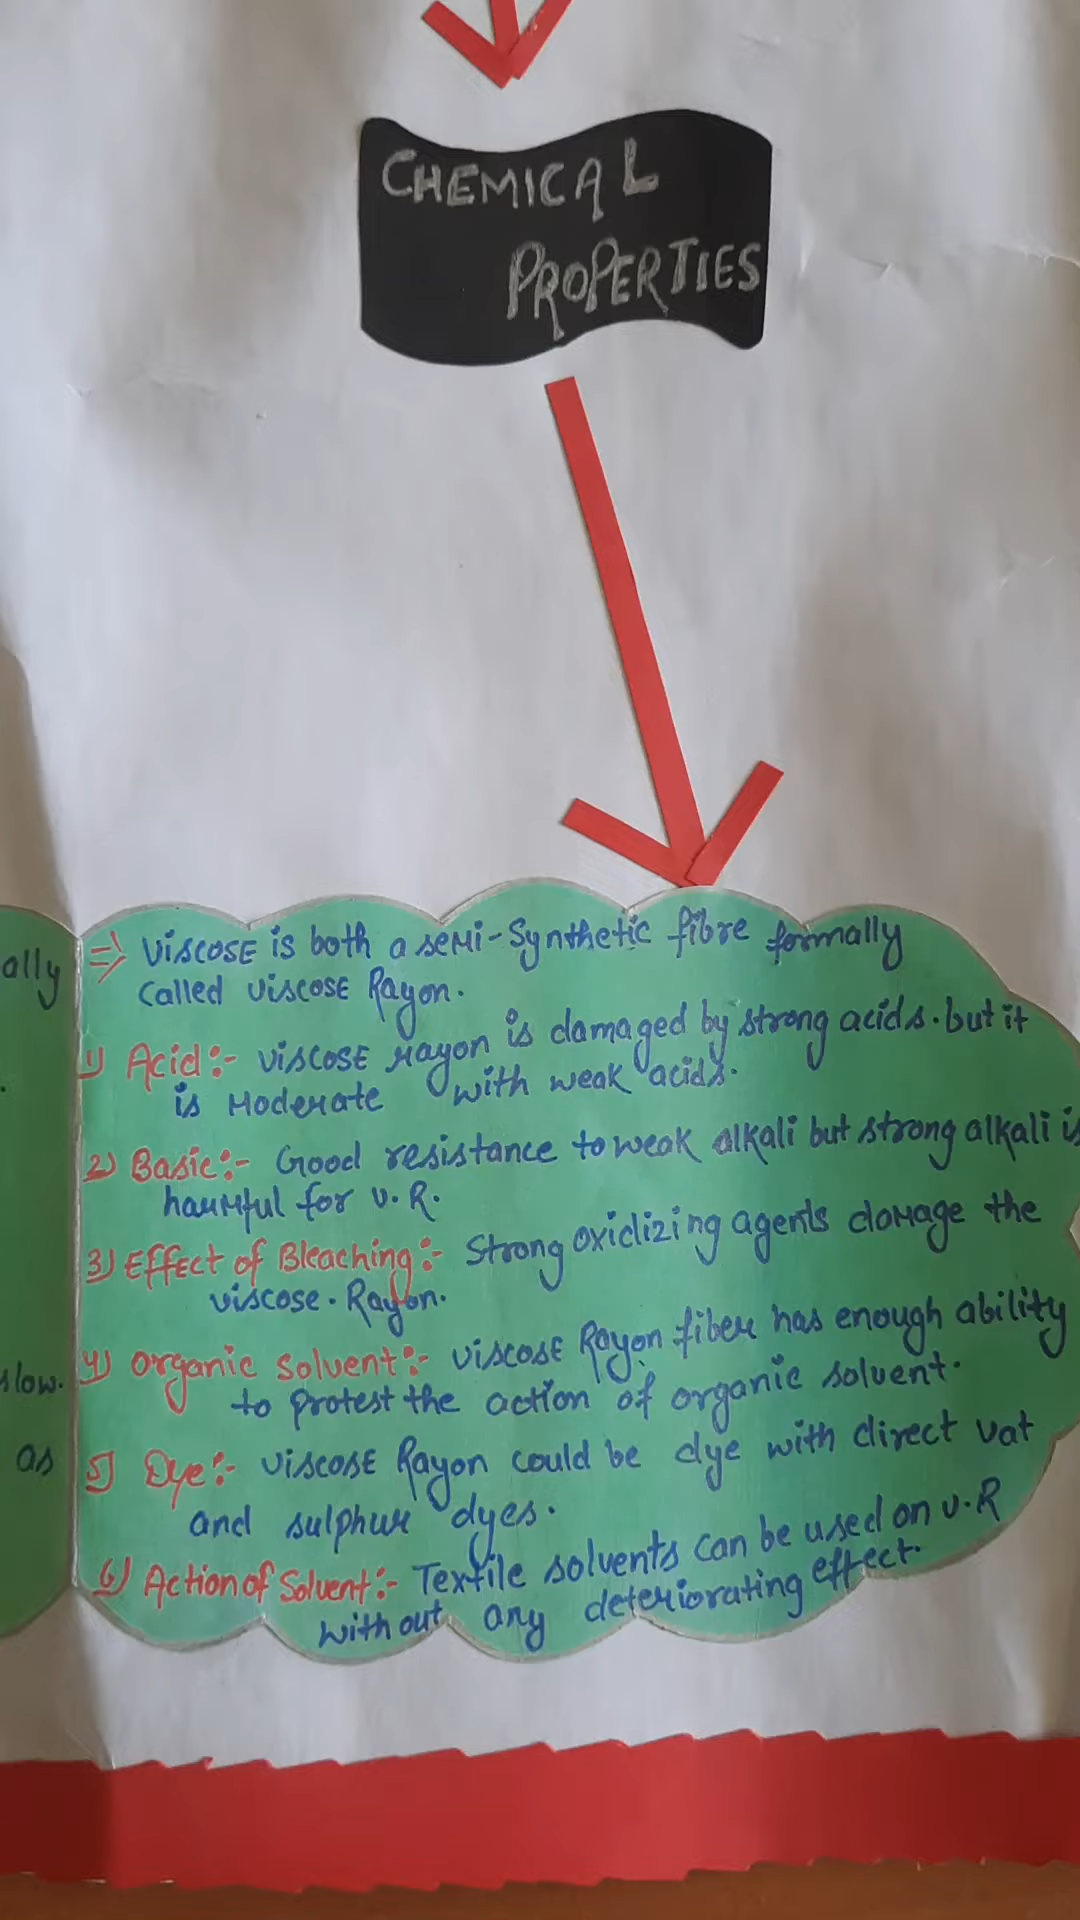 CHEMICAL
PROPERTIES
ally
.
slow.
as
⇒ Viscose is both a semi-Synthetic fibre formally
called viscose Rayon.
1) Acid:- viscose rayon is damaged by strong acids. but it
is Moderate with weak acids.
2) Basic:- Good resistance to weak alkali but strong alkali is
harmful for v.R.
3) Effect of Bleaching:- Strong oxidizing agents damage the
viscose. Rayon.
4) Organic solvent:- viscose Rayon fiber has enough ability
to protest the action of organic solvent.
5) Dye:- viscose Rayon could be dye with direct vat
and sulphur dyes.
6) Action of Solvent:- Textile solvents can be used on v.R
without any deteriorating effect.